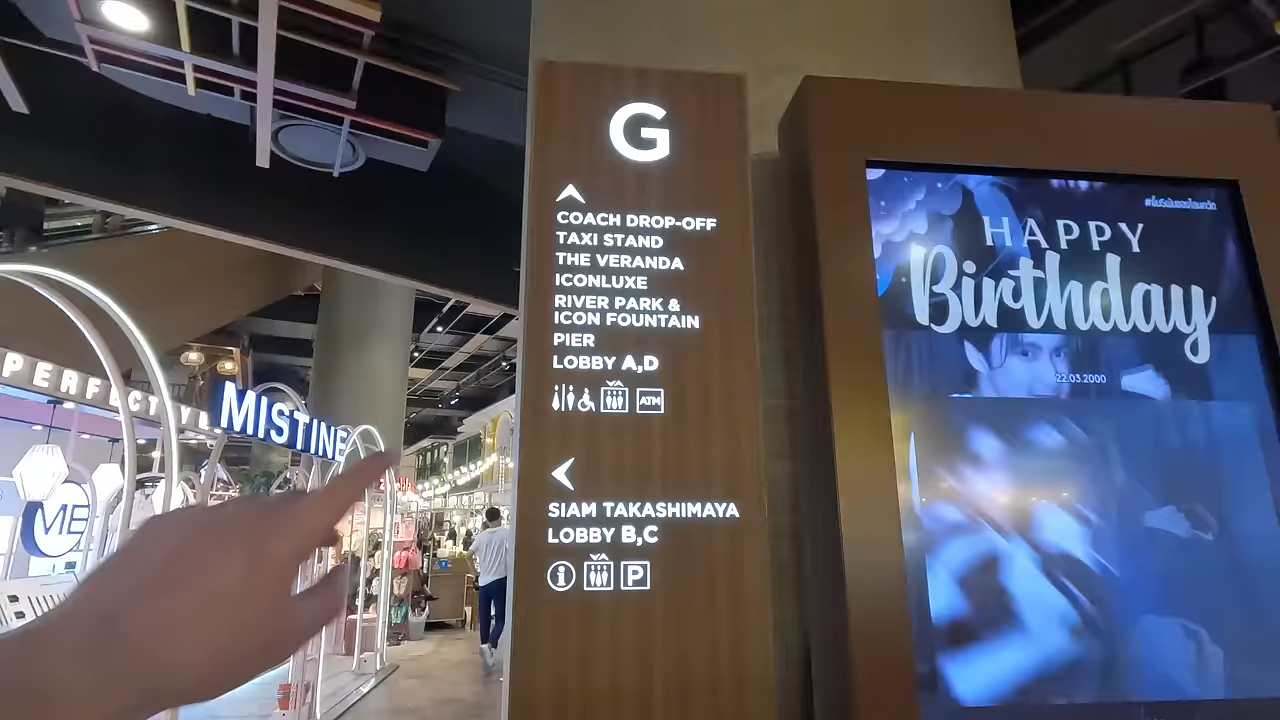 G
COACH DROP-OFF
TAXI STAND
THE VERANDA
ICONLUXE
RIVER PARK &
ICON FOUNTAIN
PIER
LOBBY A,D
ATM
SIAM TAKASHIMAYA
LOBBY B,C
i
P
PERFECT
MISTINE
ME
HAPPY
Birthday
22.03.2000